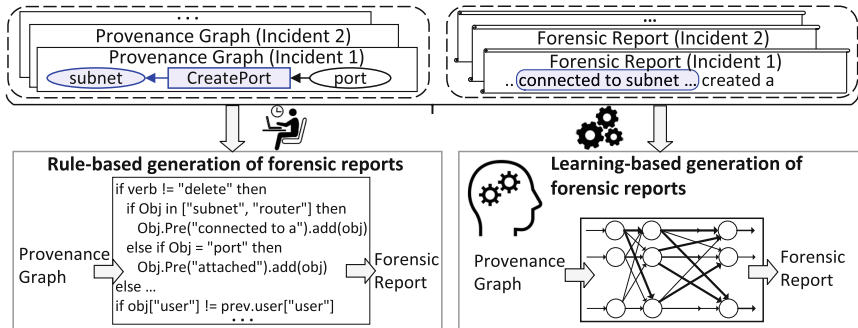 ...
Provenance Graph (Incident 2)
Provenance Graph (Incident 1)
subnet
CreatePort
port
...
Forensic Report (Incident 2)
Forensic Report (Incident 1)
.. connected to subnet ... created a
Rule-based generation of forensic reports
if verb != "delete" then
if Obj in ["subnet", "router"] then
Obj.Pre("connected to a").add(obj)
else if Obj = "port" then
Obj.Pre("attached").add(obj)
else ...
if obj["user"] != prev.user["user"]
...
Provenance
Graph
Forensic
Report
Learning-based generation of
forensic reports
Provenance
Graph
Forensic
Report